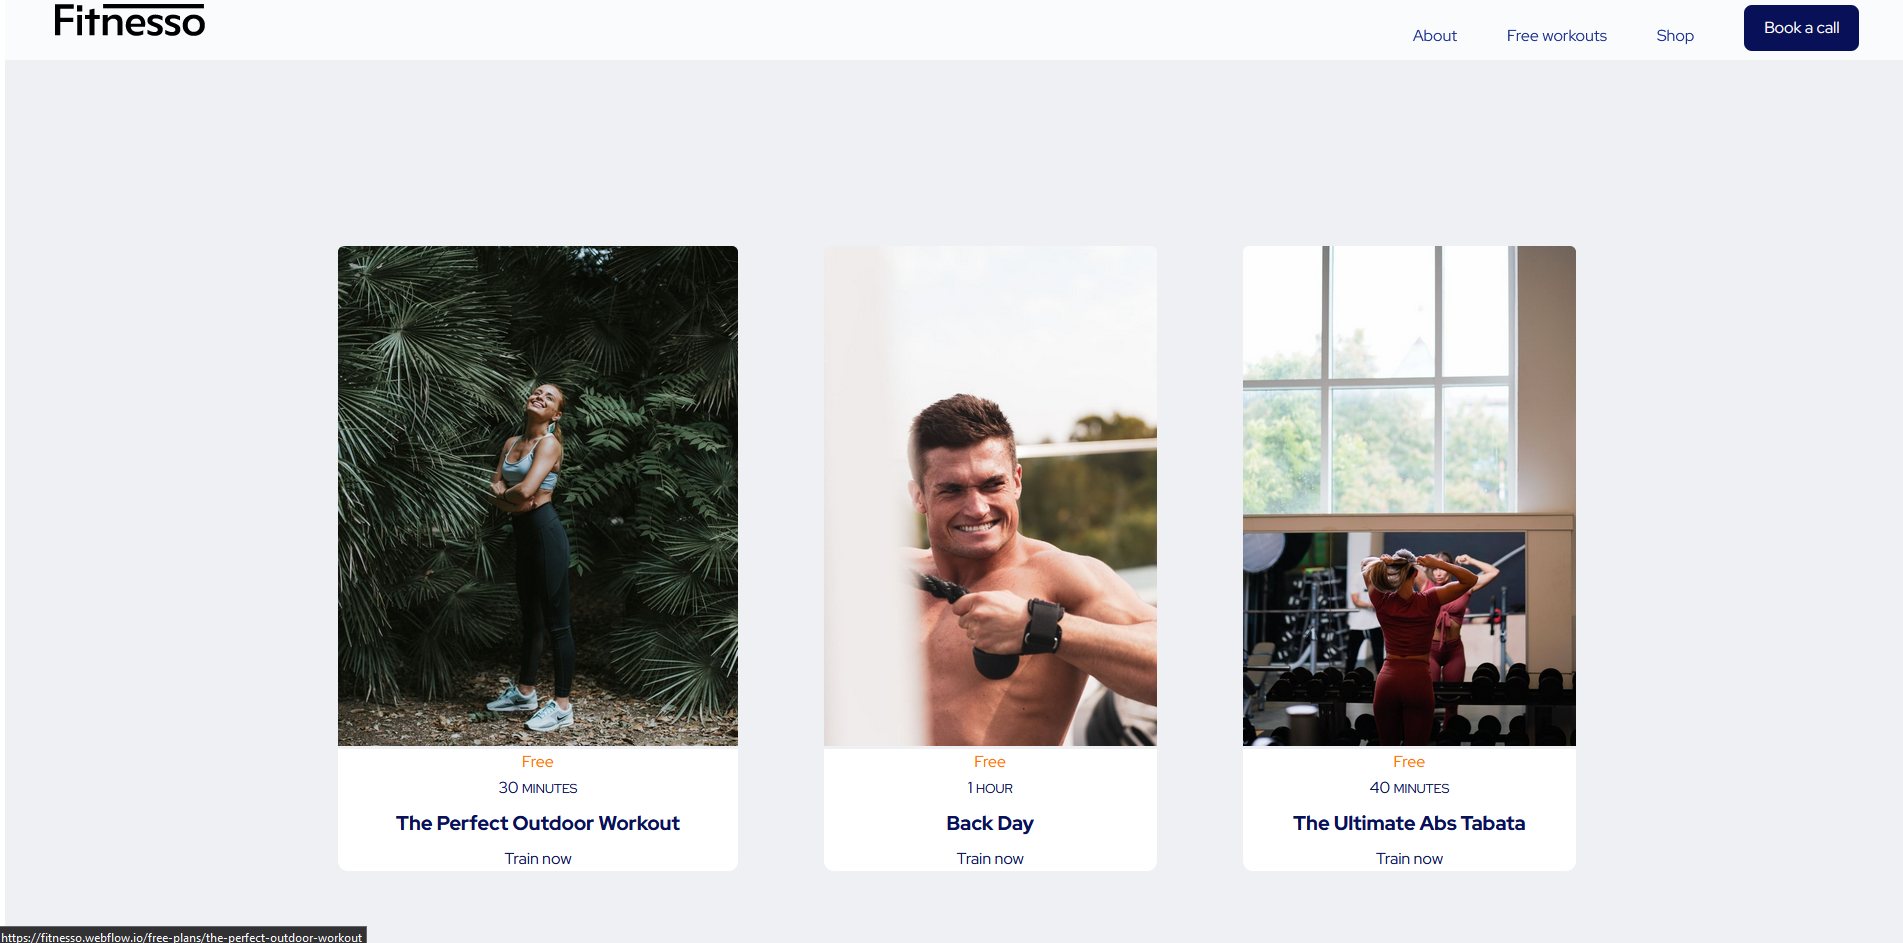 Fitnesso
About
Free workouts
Shop
Book a call
Free
30 MINUTES
The Perfect Outdoor Workout
Train now
Free
1 HOUR
Back Day
Train now
Free
40 MINUTES
The Ultimate Abs Tabata
Train now
https://fitnesso.webflow.io/free-plans/the-perfect-outdoor-workout